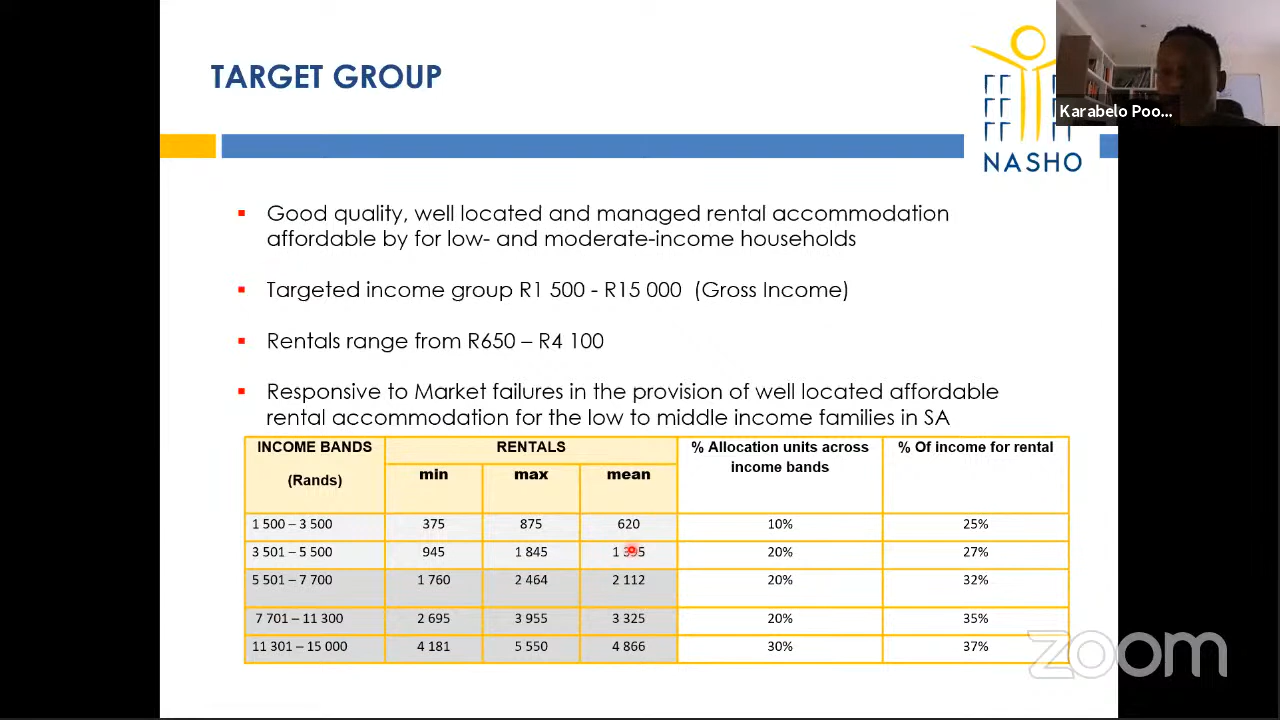 TARGET GROUP
Karabelo Poo...
NASHO
Good quality, well located and managed rental accommodation
affordable by for low- and moderate-income households
Targeted income group R1 500 - R15 000 (Gross Income)
Rentals range from R650 – R4 100
Responsive to Market failures in the provision of well located affordable
rental accommodation for the low to middle income families in SA
INCOME BANDS RENTALS % Allocation units across % Of income for rental
(Rands) min max mean income bands
1 500 – 3 500 375 875 620 10% 25%
3 501 – 5 500 945 1 845 20% 27%
5 501 – 7 700 1 760 2 464 2 112 20% 32%
7 701 – 11 300 2 695 3 955 3 325 20% 35%
11 301 – 15 000 4 181 5 550 4 866 30% 37%
zoom